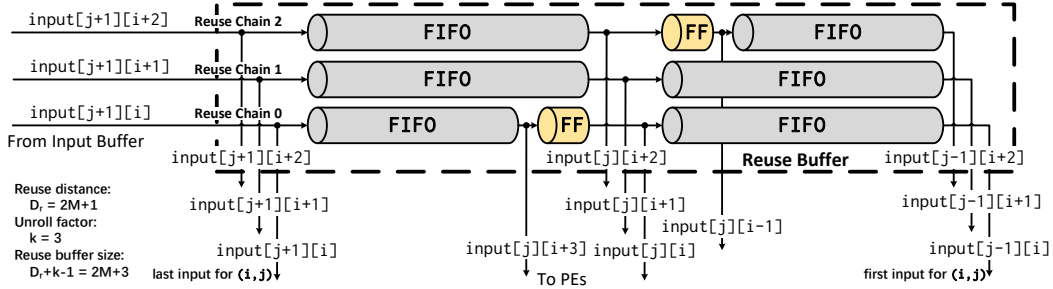 input[j+1][i+2]
Reuse Chain 2
FIFO
FF
FIFO
input[j+1][i+1]
Reuse Chain 1
FIFO
FIFO
input[j+1][i]
Reuse Chain 0
FIFO
FF
FIFO
From Input Buffer
Reuse Buffer
input[j+1][i+2]
input[j][i+2]
input[j-1][i+2]
input[j+1][i+1]
input[j][i+1]
input[j][i-1]
input[j-1][i+1]
input[j+1][i]
input[j][i+3]
input[j][i]
input[j-1][i]
Reuse distance:
Dr = 2M+1
Unroll factor:
k = 3
Reuse buffer size:
Dr+k-1 = 2M+3
last input for (i,j)
To PEs
first input for (i,j)